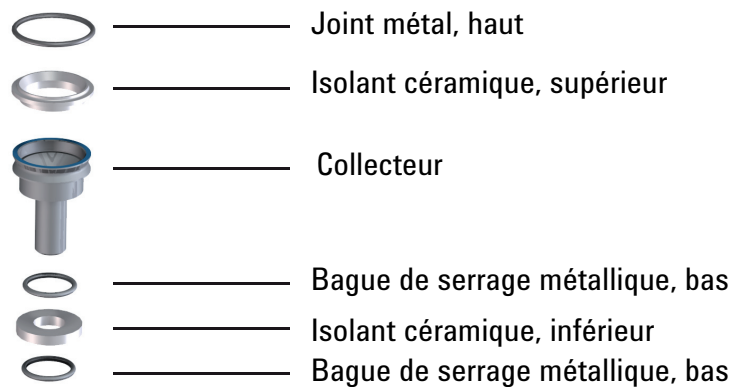 Joint métal, haut
Isolant céramique, supérieur
Collecteur
Bague de serrage métallique, bas
Isolant céramique, inférieur
Bague de serrage métallique, bas